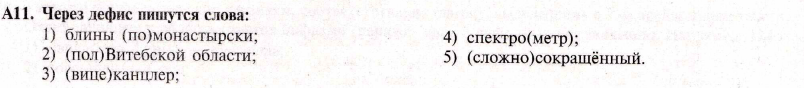 А11. Через дефис пишутся слова:
1) блины (по)монастырски; 4) спектро(метр);
2) (пол)Витебской области; 5) (сложно)сокращённый.
3) (вице)канцлер;